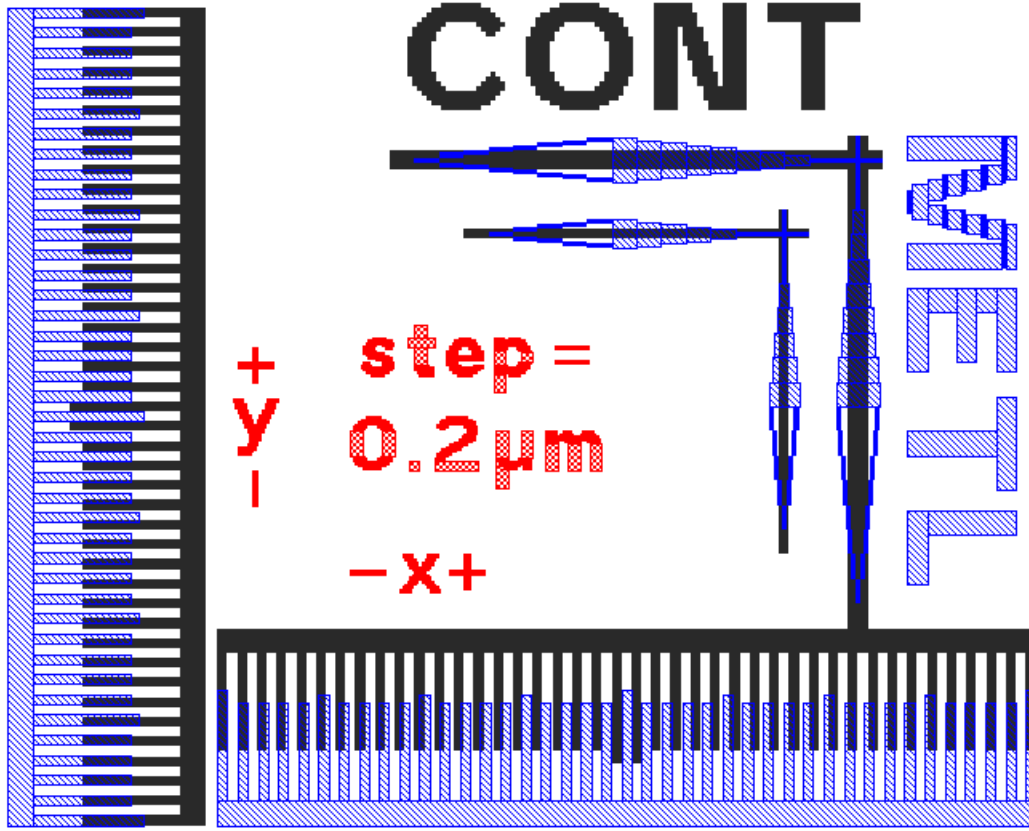 CONT
METL
step=
0.2µm
+
y
-
-x+